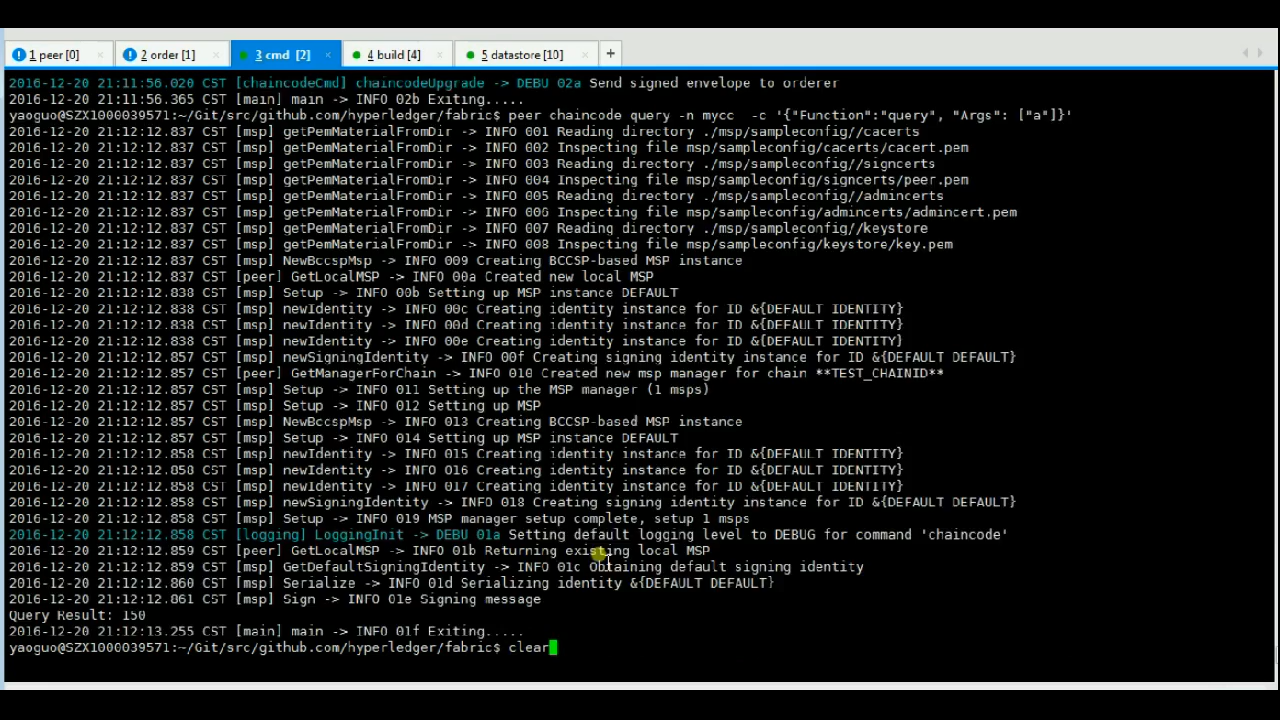 1 peer [0] × 2 order [1] × 3 cmd [2] × 4 build [4] × 5 datastore [10] × +
2016-12-20 21:11:56.020 CST [chaincodeCmd] chaincodeUpgrade -> DEBU 02a Send signed envelope to orderer
2016-12-20 21:11:56.365 CST [main] main -> INFO 02b Exiting.....
yaoguo@SZX1000039571:~/Git/src/github.com/hyperledger/fabric$ peer chaincode query -n mycc  -c '{"Function":"query", "Args": ["a"]}'
2016-12-20 21:12:12.837 CST [msp] getPemMaterialFromDir -> INFO 001 Reading directory ./msp/sampleconfig//cacerts
2016-12-20 21:12:12.837 CST [msp] getPemMaterialFromDir -> INFO 002 Inspecting file msp/sampleconfig/cacerts/cacert.pem
2016-12-20 21:12:12.837 CST [msp] getPemMaterialFromDir -> INFO 003 Reading directory ./msp/sampleconfig//signcerts
2016-12-20 21:12:12.837 CST [msp] getPemMaterialFromDir -> INFO 004 Inspecting file msp/sampleconfig/signcerts/peer.pem
2016-12-20 21:12:12.837 CST [msp] getPemMaterialFromDir -> INFO 005 Reading directory ./msp/sampleconfig//admincerts
2016-12-20 21:12:12.837 CST [msp] getPemMaterialFromDir -> INFO 006 Inspecting file msp/sampleconfig/admincerts/admincert.pem
2016-12-20 21:12:12.837 CST [msp] getPemMaterialFromDir -> INFO 007 Reading directory ./msp/sampleconfig//keystore
2016-12-20 21:12:12.837 CST [msp] getPemMaterialFromDir -> INFO 008 Inspecting file msp/sampleconfig/keystore/key.pem
2016-12-20 21:12:12.837 CST [msp] NewBccspMsp -> INFO 009 Creating BCCSP-based MSP instance
2016-12-20 21:12:12.837 CST [peer] GetLocalMSP -> INFO 00a Created new local MSP
2016-12-20 21:12:12.838 CST [msp] Setup -> INFO 00b Setting up MSP instance DEFAULT
2016-12-20 21:12:12.838 CST [msp] newIdentity -> INFO 00c Creating identity instance for ID &{DEFAULT IDENTITY}
2016-12-20 21:12:12.838 CST [msp] newIdentity -> INFO 00d Creating identity instance for ID &{DEFAULT IDENTITY}
2016-12-20 21:12:12.838 CST [msp] newIdentity -> INFO 00e Creating identity instance for ID &{DEFAULT IDENTITY}
2016-12-20 21:12:12.857 CST [msp] newSigningIdentity -> INFO 00f Creating signing identity instance for ID &{DEFAULT DEFAULT}
2016-12-20 21:12:12.857 CST [peer] GetManagerForChain -> INFO 010 Created new msp manager for chain **TEST_CHAINID**
2016-12-20 21:12:12.857 CST [msp] Setup -> INFO 011 Setting up the MSP manager (1 msps)
2016-12-20 21:12:12.857 CST [msp] Setup -> INFO 012 Setting up MSP
2016-12-20 21:12:12.857 CST [msp] NewBccspMsp -> INFO 013 Creating BCCSP-based MSP instance
2016-12-20 21:12:12.857 CST [msp] Setup -> INFO 014 Setting up MSP instance DEFAULT
2016-12-20 21:12:12.858 CST [msp] newIdentity -> INFO 015 Creating identity instance for ID &{DEFAULT IDENTITY}
2016-12-20 21:12:12.858 CST [msp] newIdentity -> INFO 016 Creating identity instance for ID &{DEFAULT IDENTITY}
2016-12-20 21:12:12.858 CST [msp] newIdentity -> INFO 017 Creating identity instance for ID &{DEFAULT IDENTITY}
2016-12-20 21:12:12.858 CST [msp] newSigningIdentity -> INFO 018 Creating signing identity instance for ID &{DEFAULT DEFAULT}
2016-12-20 21:12:12.858 CST [msp] Setup -> INFO 019 MSP manager setup complete, setup 1 msps
2016-12-20 21:12:12.858 CST [logging] LoggingInit -> DEBU 01a Setting default logging level to DEBUG for command 'chaincode'
2016-12-20 21:12:12.859 CST [peer] GetLocalMSP -> INFO 01b Returning existing local MSP
2016-12-20 21:12:12.859 CST [msp] GetDefaultSigningIdentity -> INFO 01c Obtaining default signing identity
2016-12-20 21:12:12.860 CST [msp] Serialize -> INFO 01d Serializing identity &{DEFAULT DEFAULT}
2016-12-20 21:12:12.861 CST [msp] Sign -> INFO 01e Signing message
Query Result: 150
2016-12-20 21:12:13.255 CST [main] main -> INFO 01f Exiting.....
yaoguo@SZX1000039571:~/Git/src/github.com/hyperledger/fabric$ clear